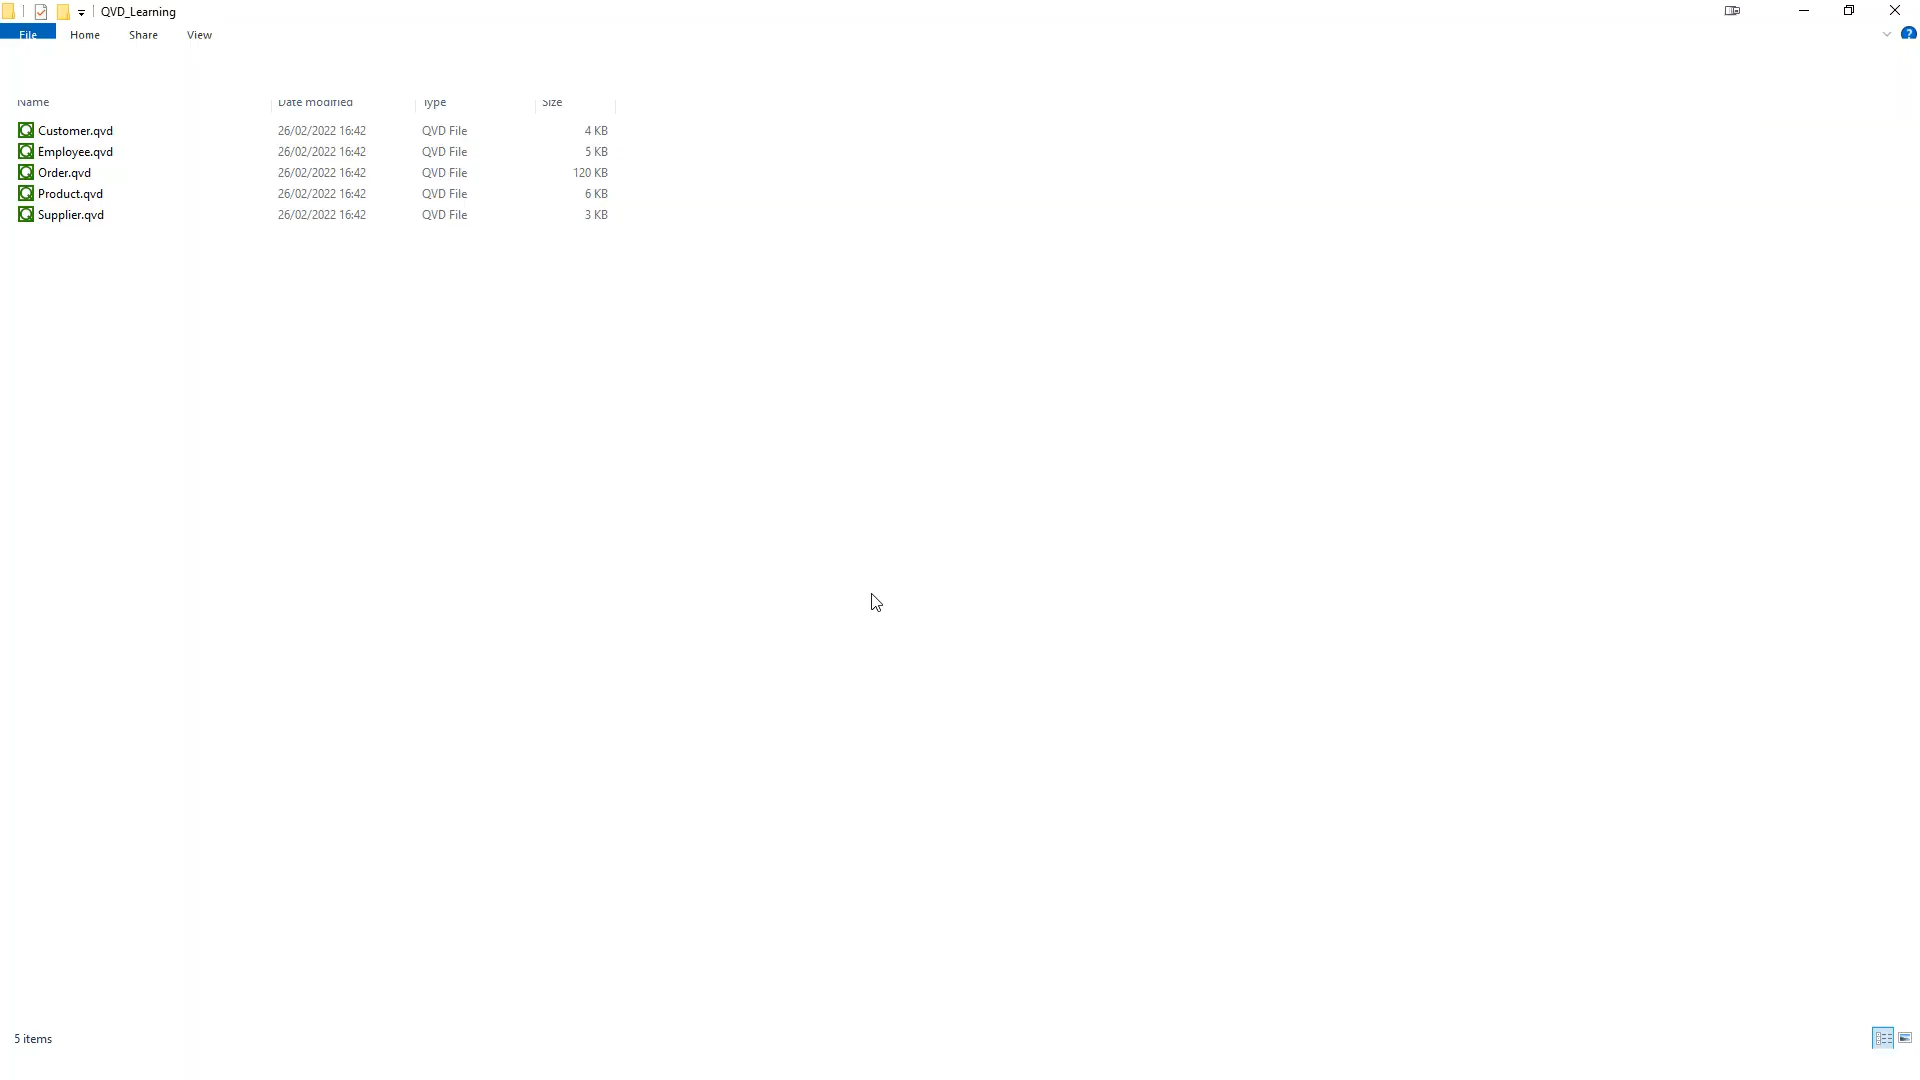 QVD_Learning
File Home Share View
Name Date modified Type Size
Customer.qvd 26/02/2022 16:42 QVD File 4 KB
Employee.qvd 26/02/2022 16:42 QVD File 5 KB
Order.qvd 26/02/2022 16:42 QVD File 120 KB
Product.qvd 26/02/2022 16:42 QVD File 6 KB
Supplier.qvd 26/02/2022 16:42 QVD File 3 KB
5 items